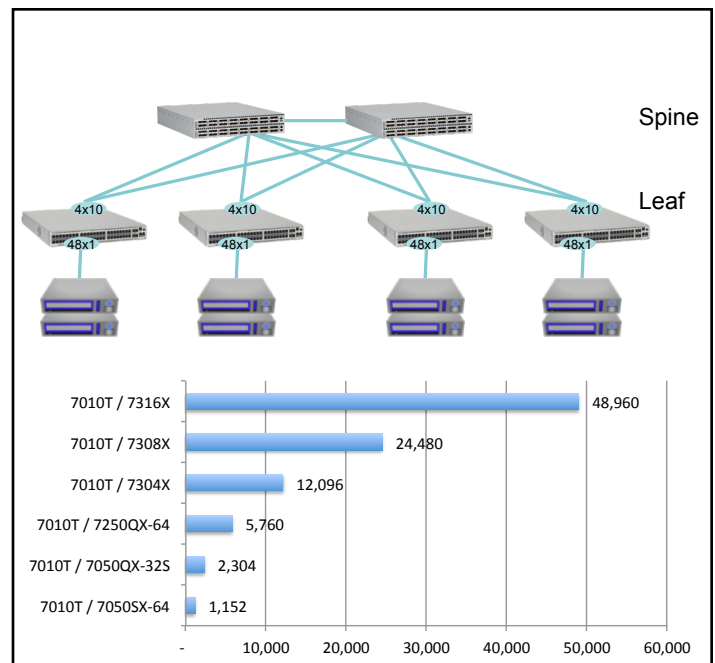 Spine
Leaf
4x10 4x10 4x10 4x10
48x1 48x1 48x1 48x1
7010T / 7316X 48,960
7010T / 7308X 24,480
7010T / 7304X 12,096
7010T / 7250QX-64 5,760
7010T / 7050QX-32S 2,304
7010T / 7050SX-64 1,152
- 10,000 20,000 30,000 40,000 50,000 60,000